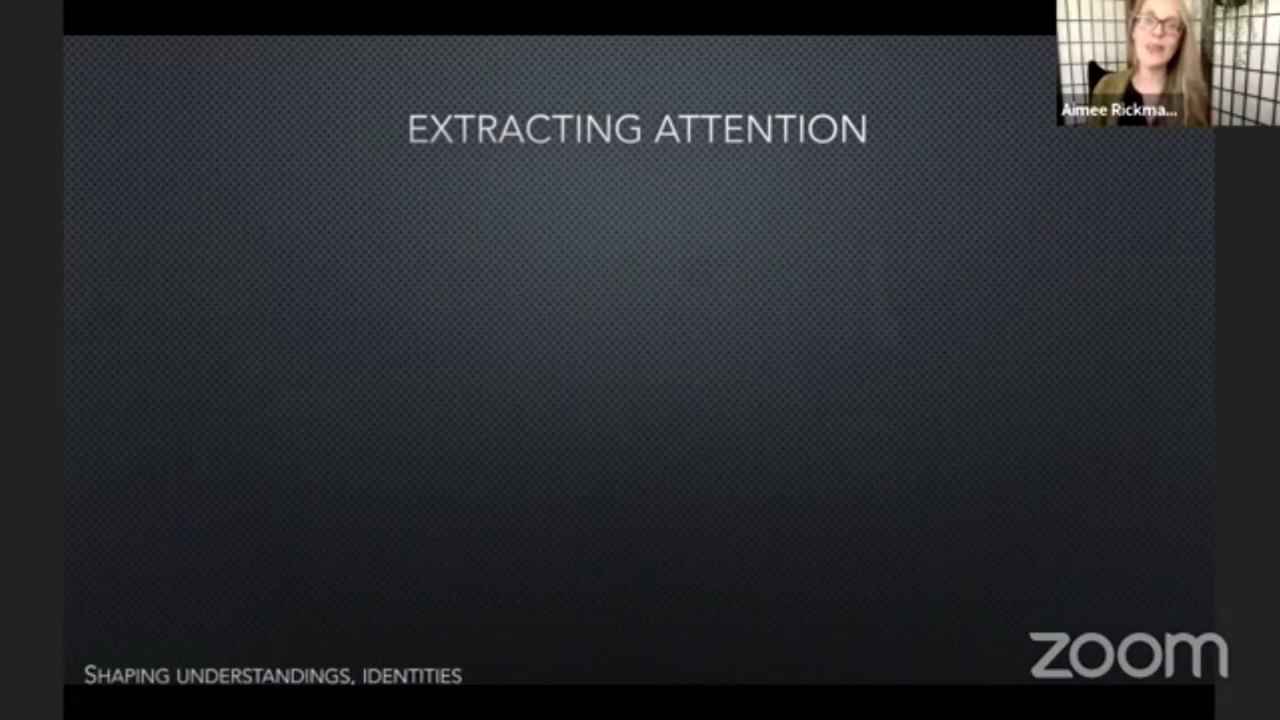 EXTRACTING ATTENTION
Aimee Rickma...
SHAPING UNDERSTANDINGS, IDENTITIES
zoom